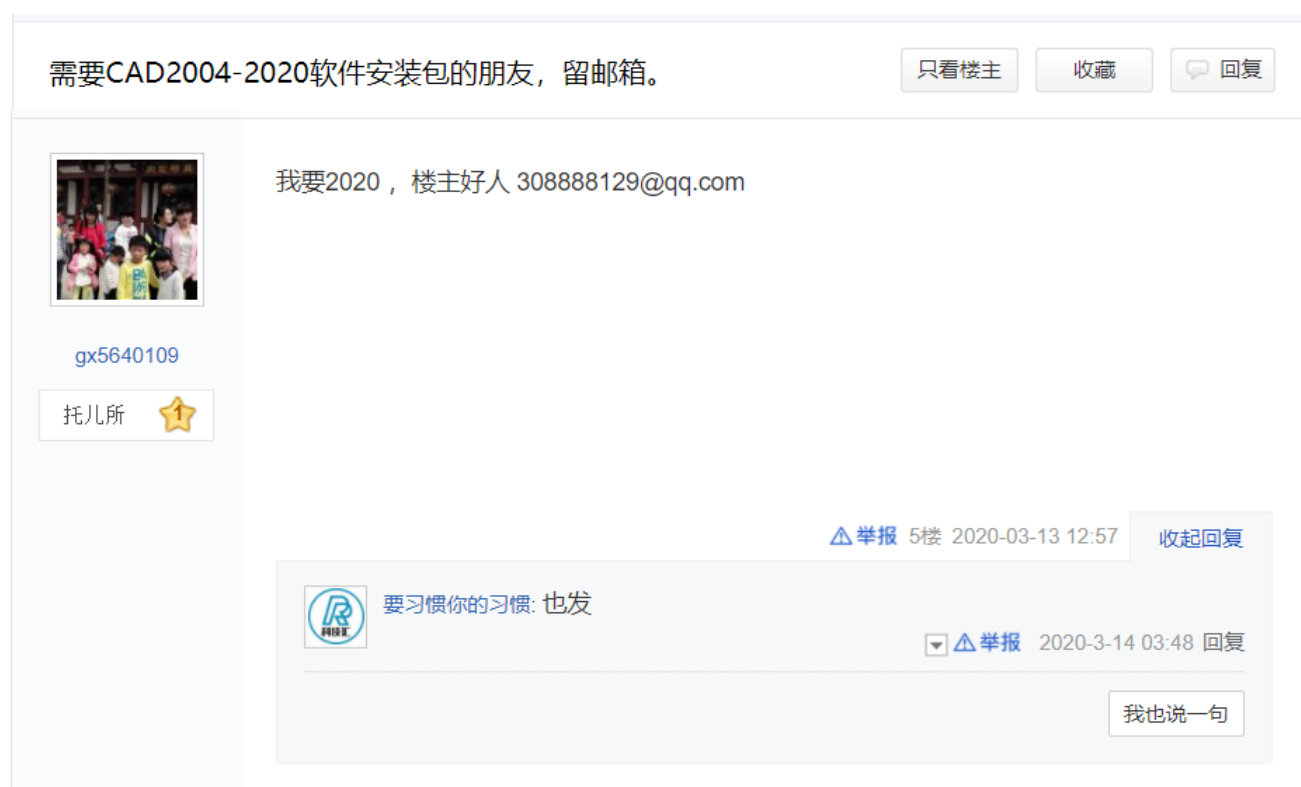 需要CAD2004-2020软件安装包的朋友，留邮箱。
只看楼主
收藏
回复
我要2020 ，楼主好人 308888129@qq.com
gx5640109
托儿所 1
举报 5楼 2020-03-13 12:57 收起回复
要习惯你的习惯: 也发
R
科技汇
举报 2020-3-14 03:48 回复
我也说一句